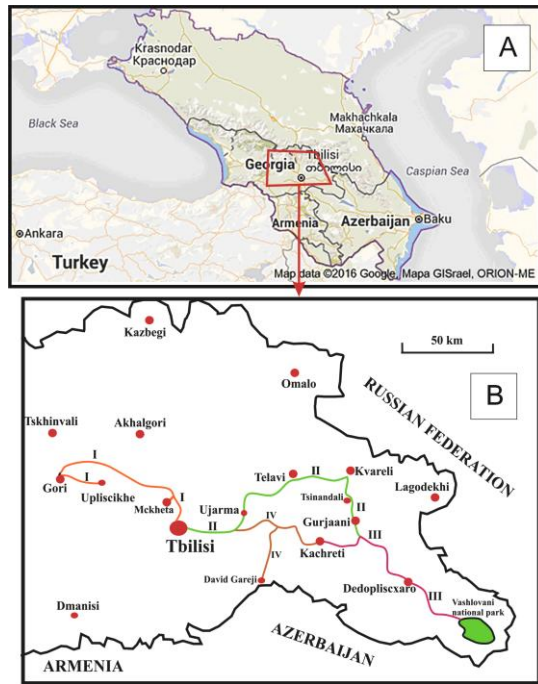 A
Krasnodar
Краснодар
Makhachkala
Махачкала
Black Sea
Georgia
Tbilisi
თბილისი
Caspian Sea
Armenia
Azerbaijan
Baku
Ankara
Turkey
Map data ©2016 Google, Mapa GISrael, ORION-ME
Kazbegi
50 km
B
Omalo
RUSSIAN FEDERATION
Tskhinvali
Akhalgori
I
Gori
I
Upliscikhe
I
Mckheta
Tbilisi
II
Ujarma
Telavi
II
Kvareli
Tsinandali
II
Lagodekhi
Gurjaani
IV
III
Kachreti
IV
David Gareji
Dedopliscxaro
III
Vashlovani
national park
Dmanisi
ARMENIA
AZERBAIJAN